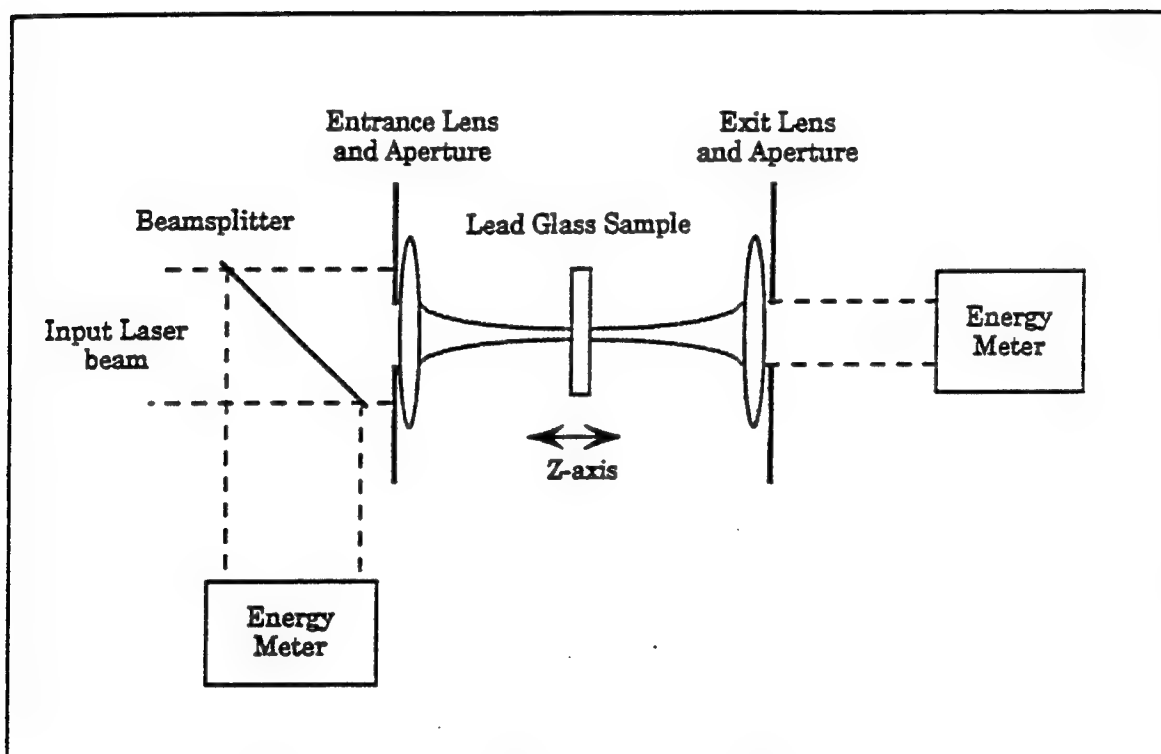 Entrance Lens
and Aperture
Exit Lens
and Aperture
Beamsplitter
Lead Glass Sample
Input Laser
beam
Energy
Meter
Z-axis
Energy
Meter